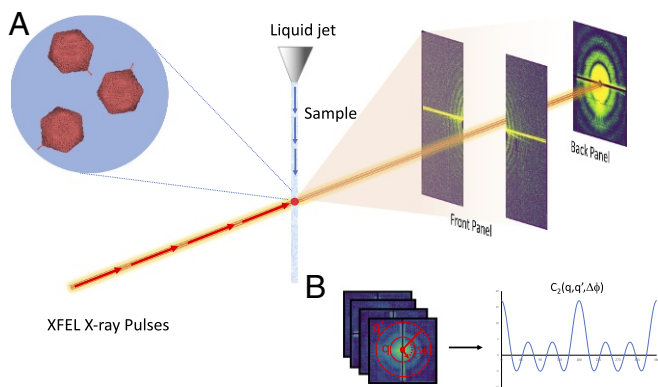 A
Liquid jet
Sample
Back Panel
Front Panel
XFEL X-ray Pulses
B
C₂(q,q′,Δϕ)
q